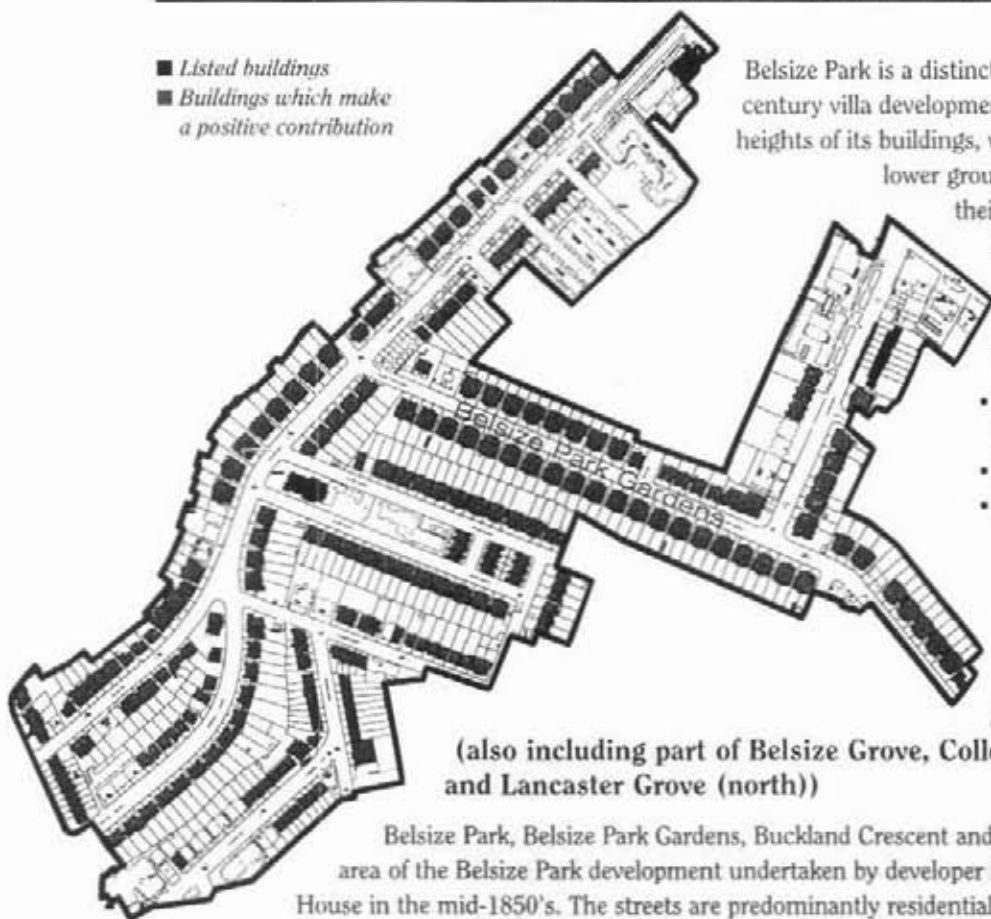 ■ Listed buildings
■ Buildings which make
a positive contribution
Belsize Park is a distinct
century villa developmen
heights of its buildings, v
lower grou
thei
Belsize Park Gardens
(also including part of Belsize Grove, Colle
and Lancaster Grove (north))
Belsize Park, Belsize Park Gardens, Buckland Crescent and
area of the Belsize Park development undertaken by developer
House in the mid-1850's. The streets are predominantly residential